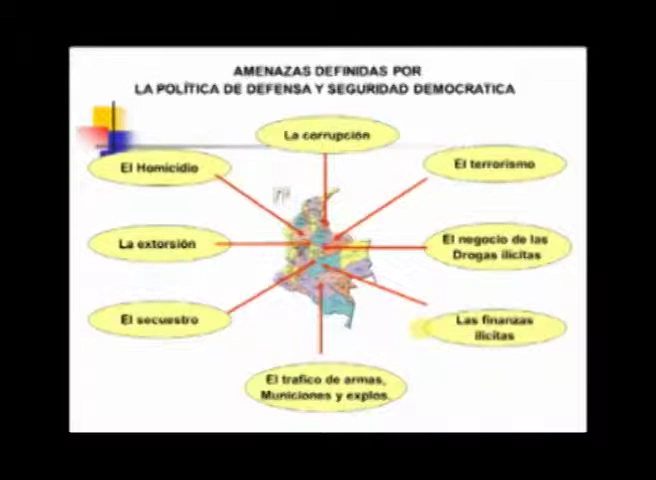 AMENAZAS DEFINIDAS POR
LA POLÍTICA DE DEFENSA Y SEGURIDAD DEMOCRATICA
La corrupción
El Homicidio
El terrorismo
La extorsión
El negocio de las
Drogas ilícitas
El secuestro
Las finanzas
ilícitas
El trafico de armas,
Municiones y explos.